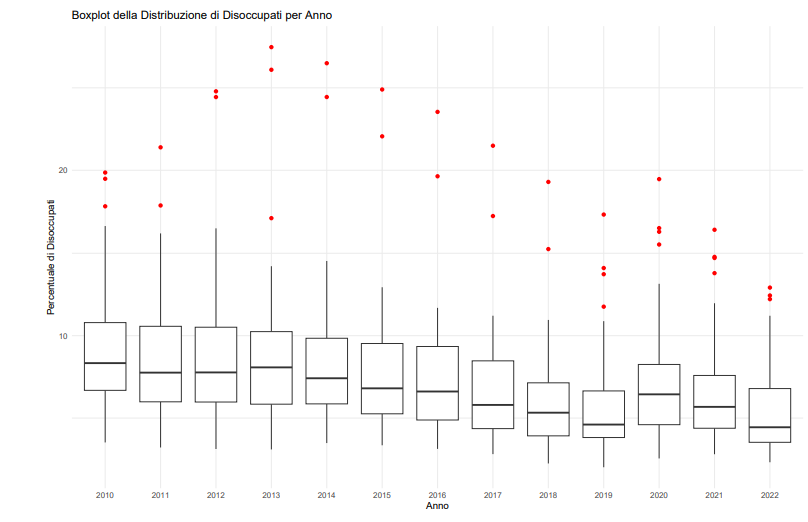 Boxplot della Distribuzione di Disoccupati per Anno
Percentuale di Disoccupati
20
10
2010 2011 2012 2013 2014 2015 2016 2017 2018 2019 2020 2021 2022
Anno